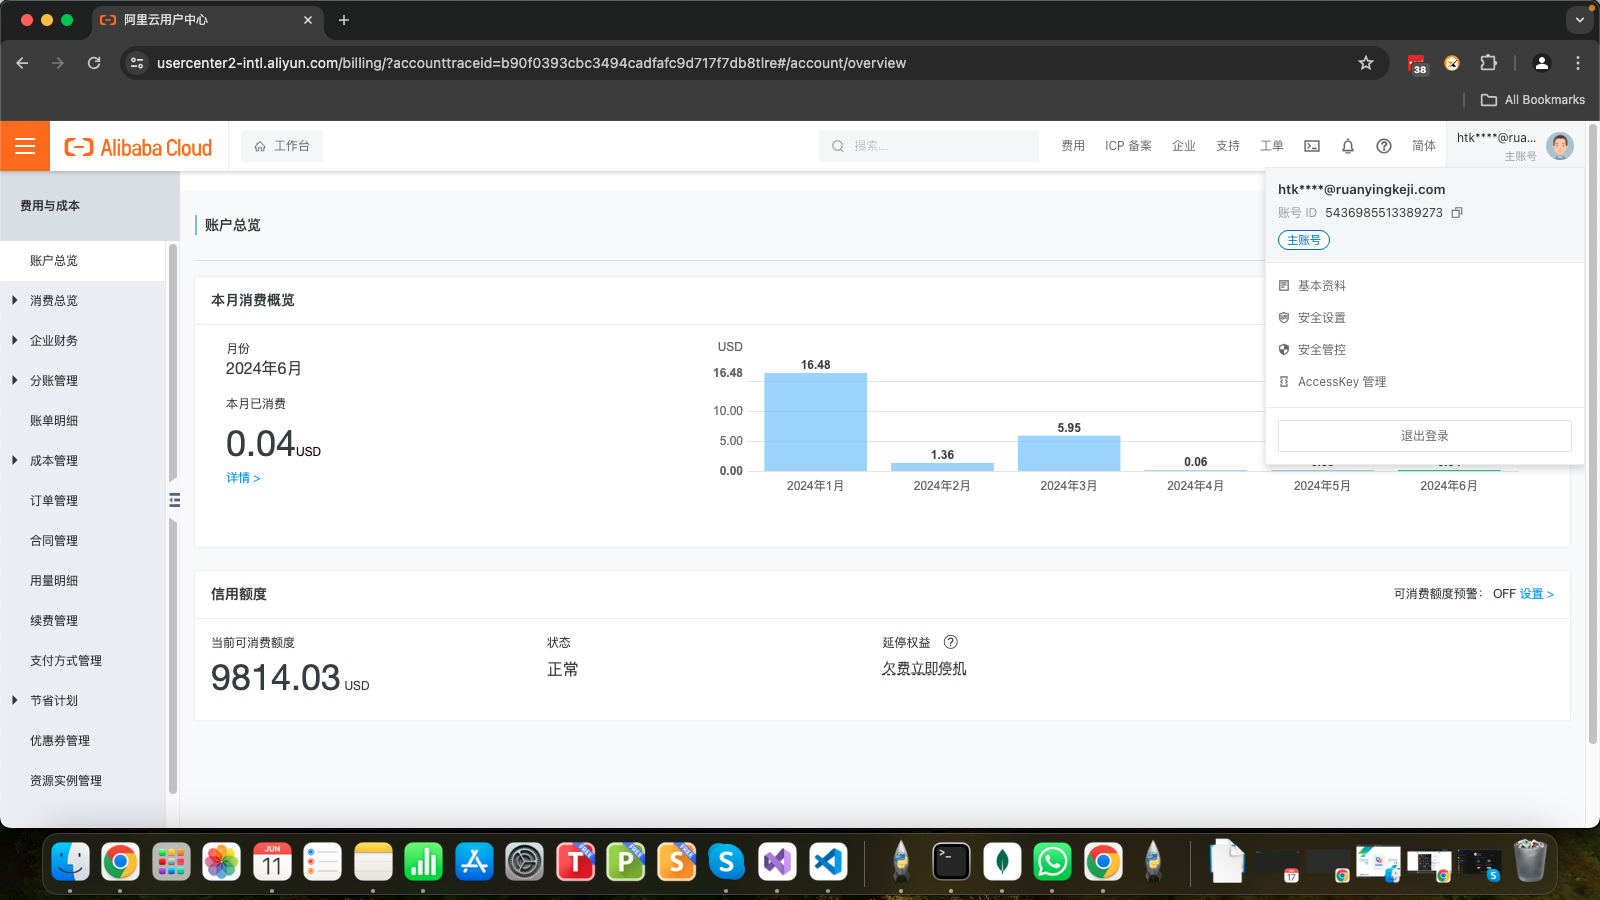 阿里云用户中心
usercenter2-intl.aliyun.com/billing/?accounttraceid=b90f0393cbc3494cadfafc9d717f7db8tlre#/account/overview
38
All Bookmarks
Alibaba Cloud
工作台
搜索...
费用
ICP 备案
企业
支持
工单
简体
htk****@rua...
主账号
htk****@ruanyingkeji.com
账号 ID 5436985513389273
主账号
基本资料
安全设置
安全管控
AccessKey 管理
退出登录
费用与成本
账户总览
消费总览
企业财务
分账管理
账单明细
成本管理
订单管理
合同管理
用量明细
续费管理
支付方式管理
节省计划
优惠券管理
资源实例管理
账户总览
本月消费概览
月份
2024年6月
本月已消费
0.04USD
详情 >
USD
16.48
10.00
5.00
0.00
16.48
1.36
5.95
0.06
2024年1月
2024年2月
2024年3月
2024年4月
2024年5月
2024年6月
信用额度
可消费额度预警: OFF 设置 >
当前可消费额度
9814.03 USD
状态
正常
延停权益
欠费立即停机
JUN
11
T
FREE
P
FREE
S
FREE
S
17
S